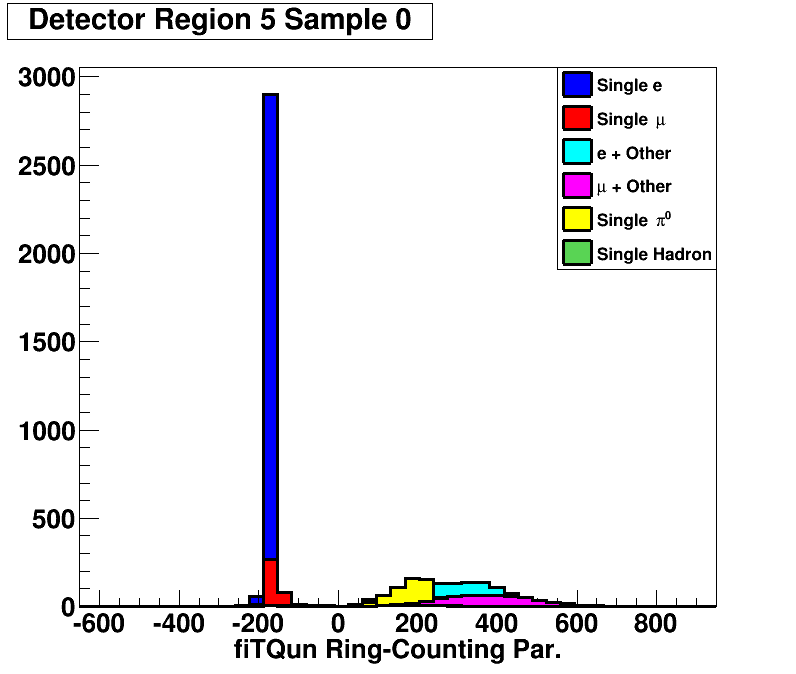 Detector Region 5 Sample 0
3000
2500
2000
1500
1000
500
0
Single e
Single μ
e + Other
μ + Other
Single π⁰
Single Hadron
-600 -400 -200 0 200 400 600 800
fiTQun Ring-Counting Par.